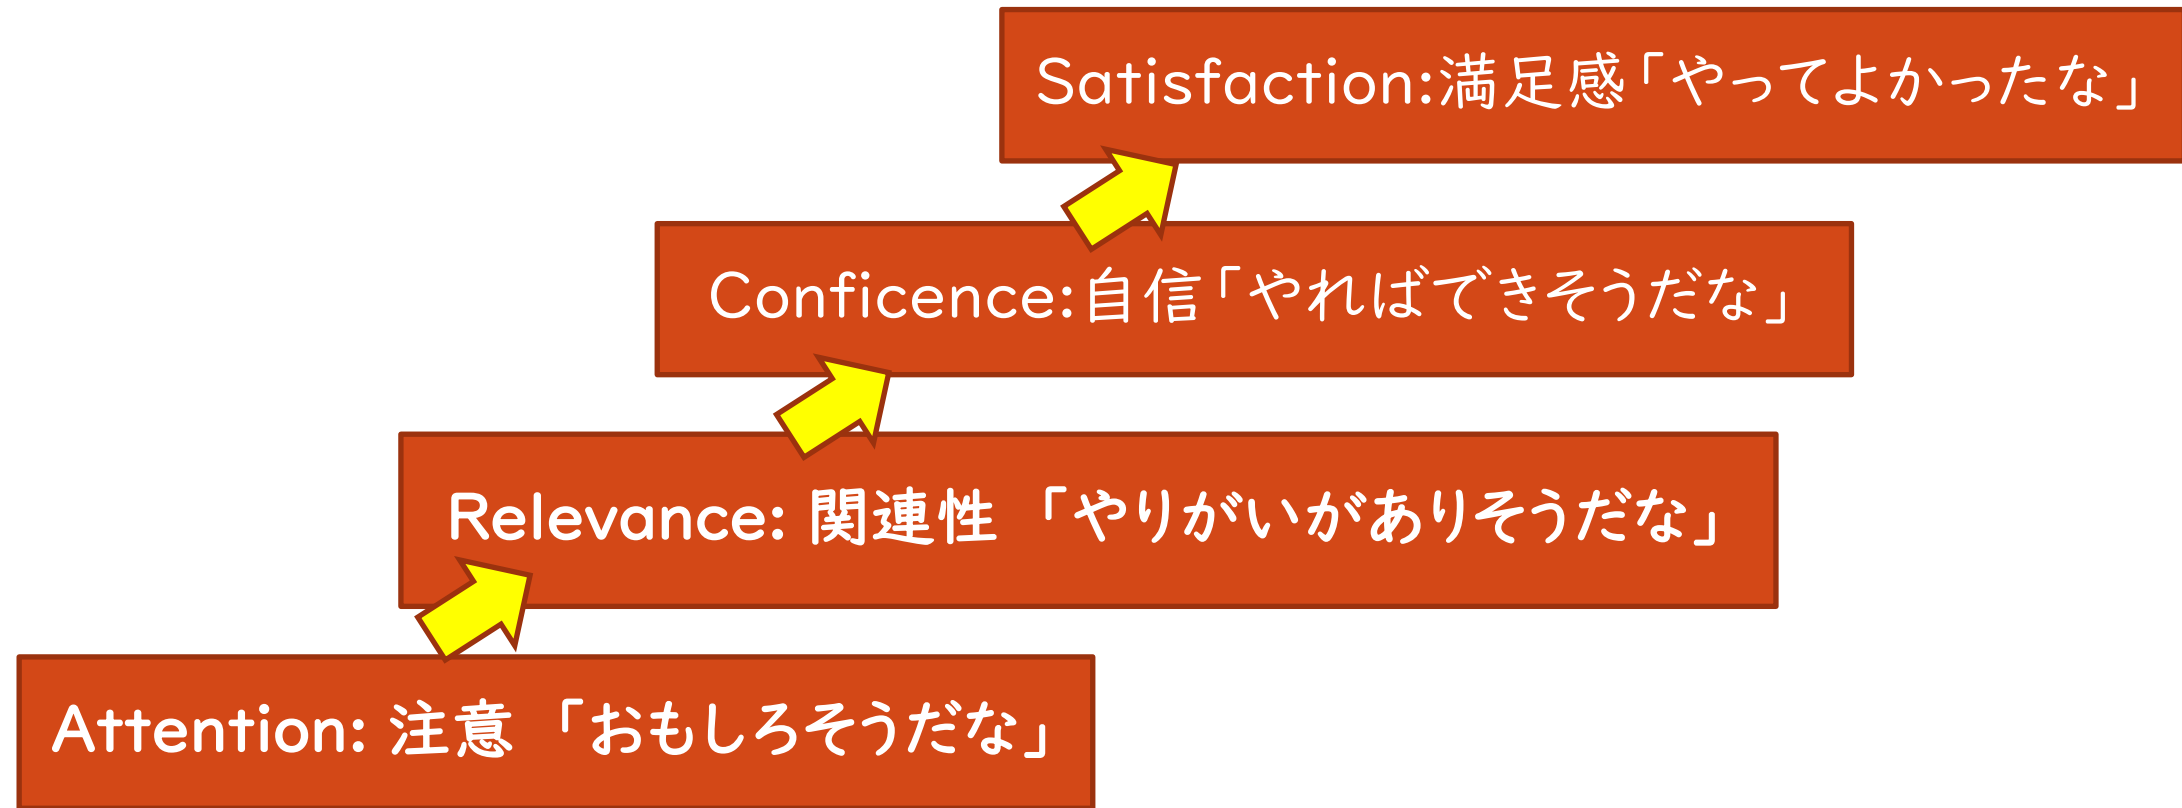 Satisfaction:満足感「やってよかったな」
Conficence:自信「やればできそうだな」
Relevance: 関連性 「やりがいがありそうだな」
Attention: 注意 「おもしろそうだな」